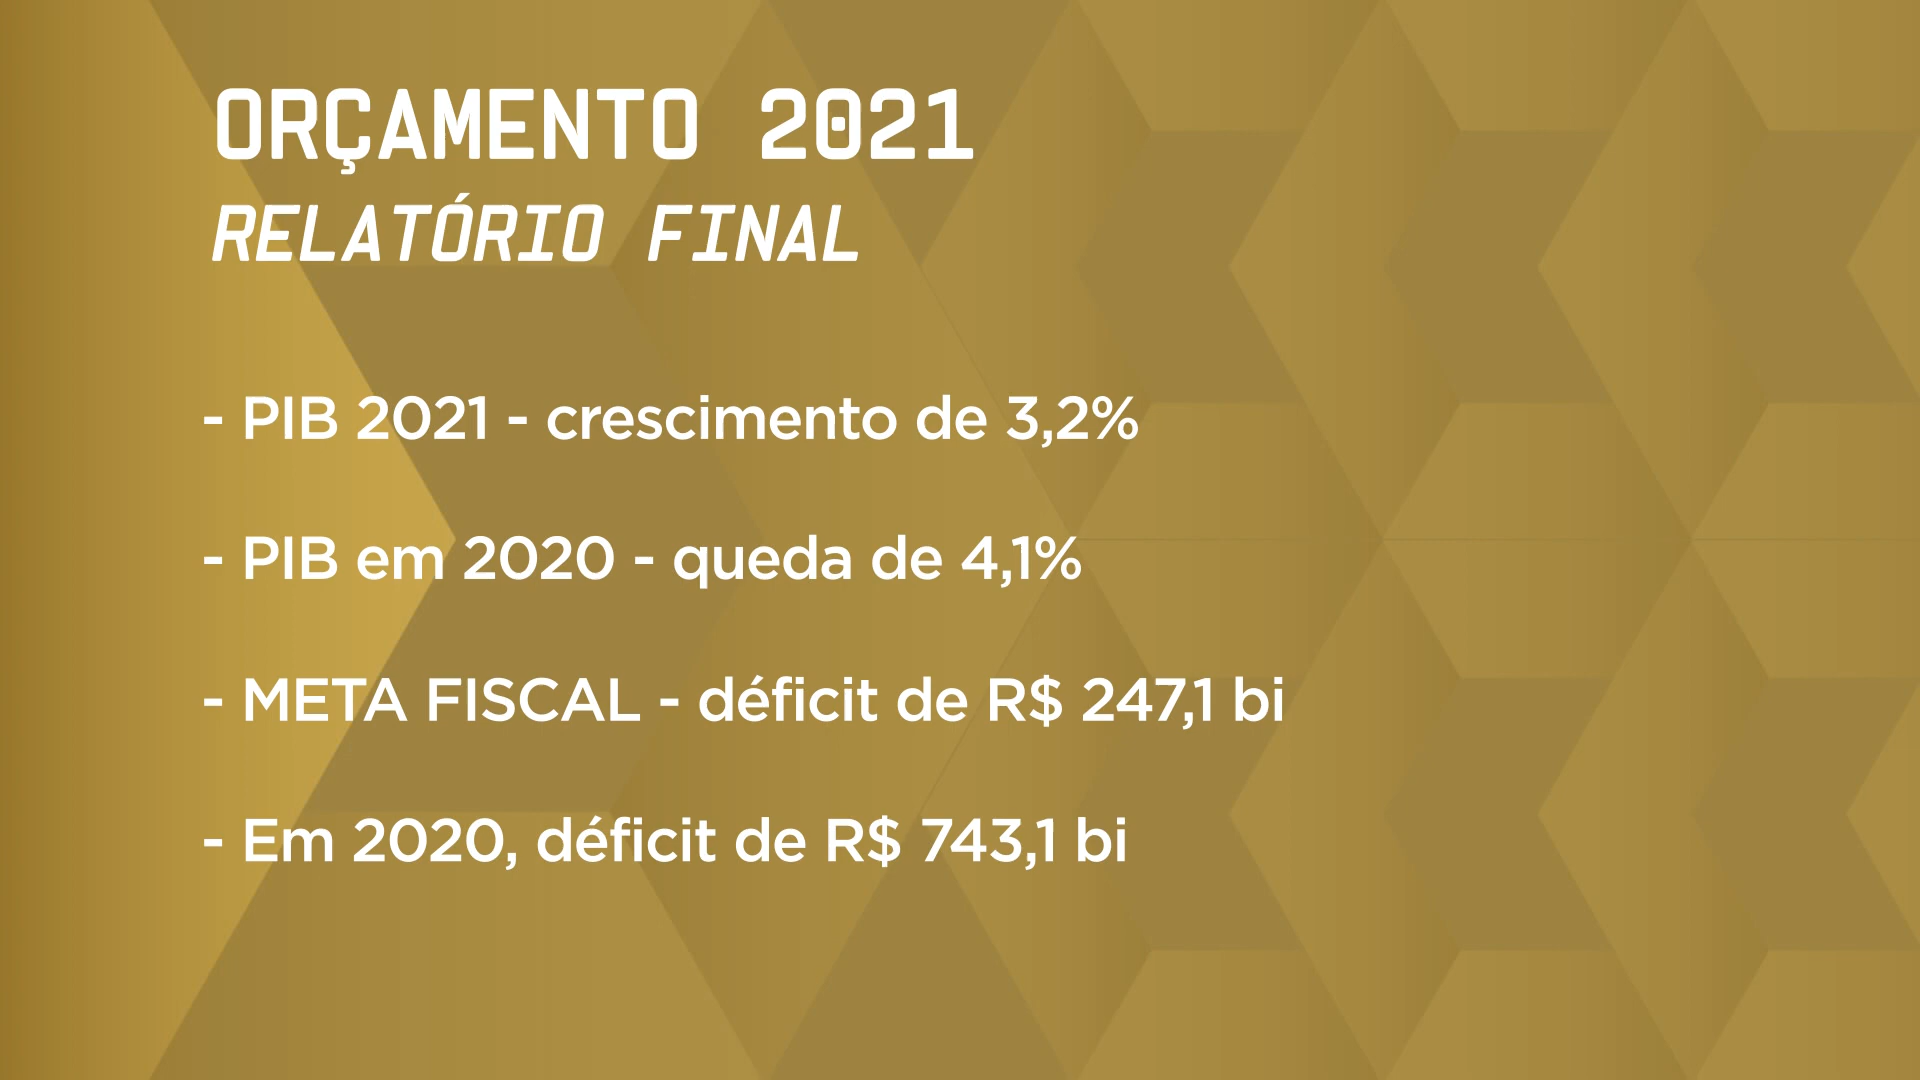 ORÇAMENTO 2021
RELATÓRIO FINAL
- PIB 2021 - crescimento de 3,2%
- PIB em 2020 - queda de 4,1%
- META FISCAL - déficit de R$ 247,1 bi
- Em 2020, déficit de R$ 743,1 bi